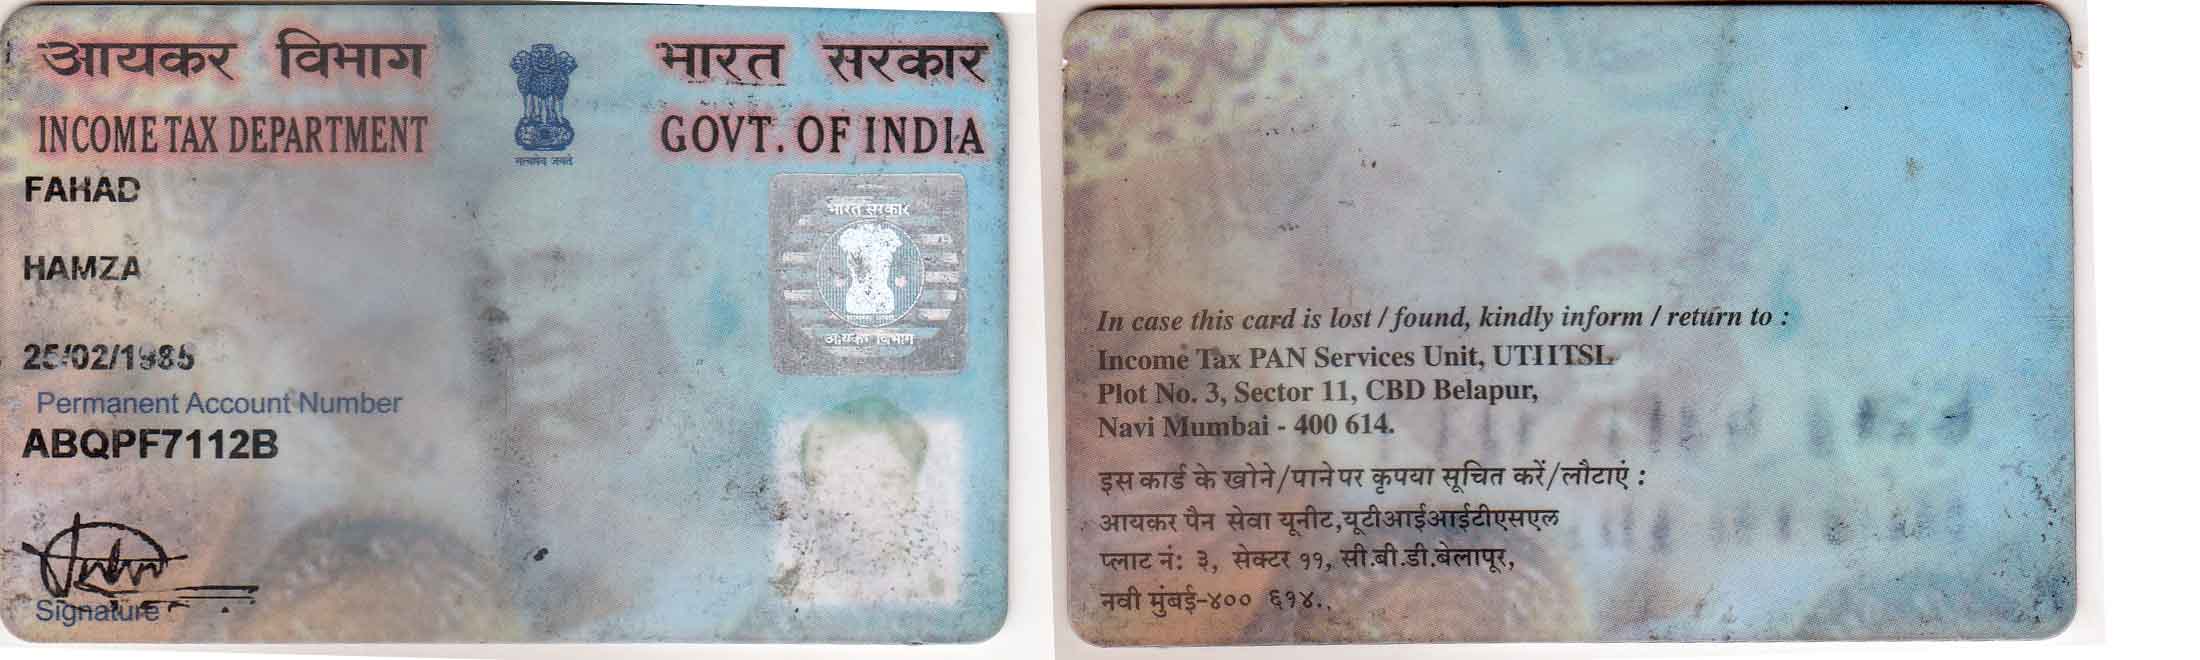 आयकर विभाग
INCOME TAX DEPARTMENT
सत्यमेव जयते
भारत सरकार
GOVT. OF INDIA
FAHAD
HAMZA
25/02/1985
Permanent Account Number
ABQPF7112B
Signature
भारत सरकार
आयकर विभाग
In case this card is lost / found, kindly inform / return to :
Income Tax PAN Services Unit, UTIITSL
Plot No. 3, Sector 11, CBD Belapur,
Navi Mumbai - 400 614.
इस कार्ड के खोने/पाने पर कृपया सूचित करें/लौटाएं :
आयकर पैन सेवा यूनीट,यूटीआईआईटीएसएल
प्लाट नं: ३, सेक्टर ११, सी.बी.डी.बेलापूर,
नवी मुंबई-४०० ६१४.